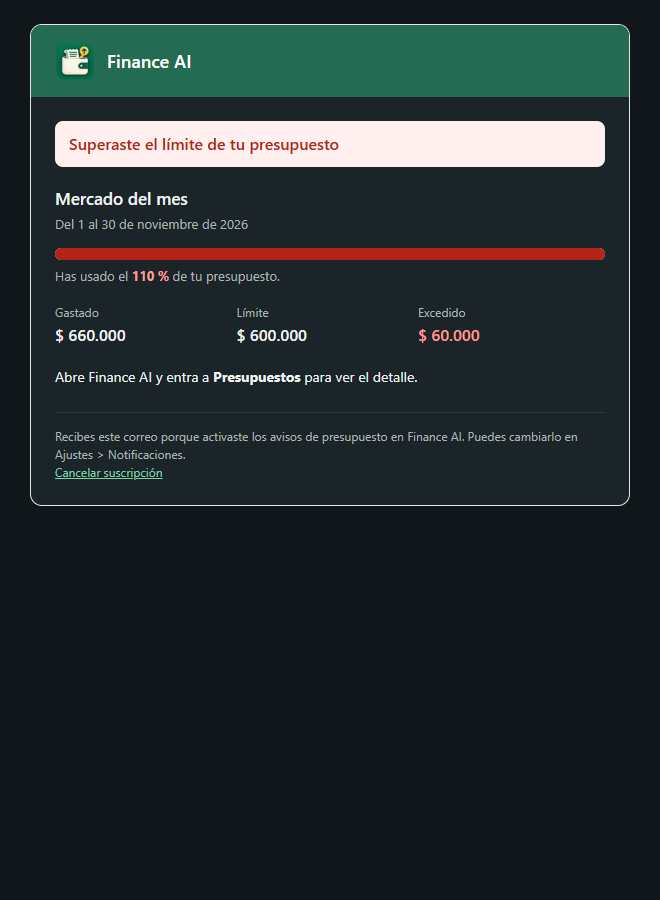 Finance AI
Superaste el límite de tu presupuesto
Mercado del mes
Del 1 al 30 de noviembre de 2026
Has usado el 110 % de tu presupuesto.
Gastado Límite Excedido
$ 660.000 $ 600.000 $ 60.000
Abre Finance AI y entra a Presupuestos para ver el detalle.
Recibes este correo porque activaste los avisos de presupuesto en Finance AI. Puedes cambiarlo en
Ajustes > Notificaciones.
Cancelar suscripción